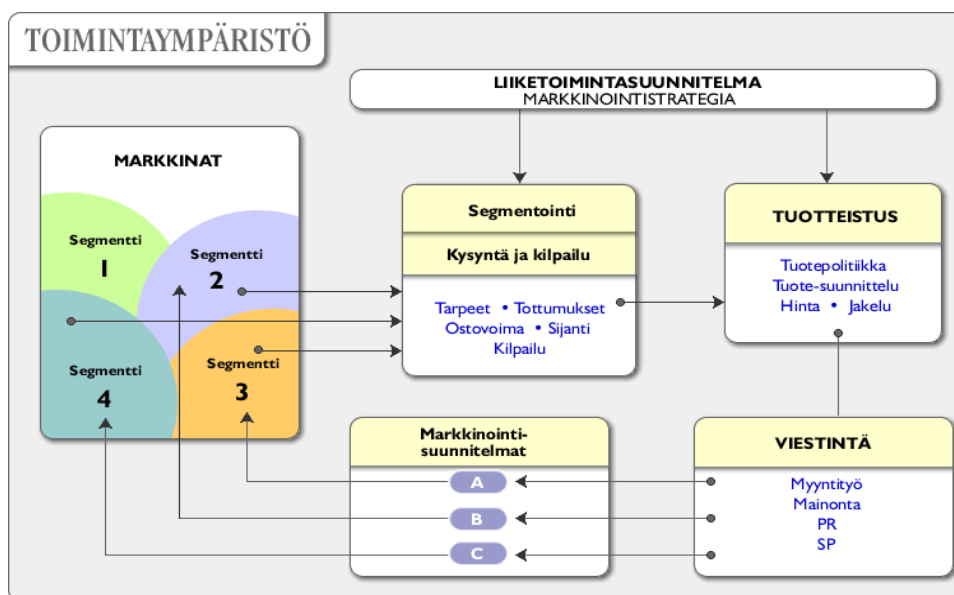 TOIMINTAYMPÄRISTÖ
LIIKETOIMINTASUUNNITELMA
MARKKINOINTISTRATEGIA
MARKKINAT
Segmentti
1
Segmentti
2
Segmentti
3
Segmentti
4
Segmentointi
Kysyntä ja kilpailu
Tarpeet • Tottumukset
Ostovoima • Sijanti
Kilpailu
TUOTTEISTUS
Tuotepolitiikka
Tuote-suunnittelu
Hinta • Jakelu
Markkinointi-
suunnitelmat
A
B
C
VIESTINTÄ
Myyntityö
Mainonta
PR
SP